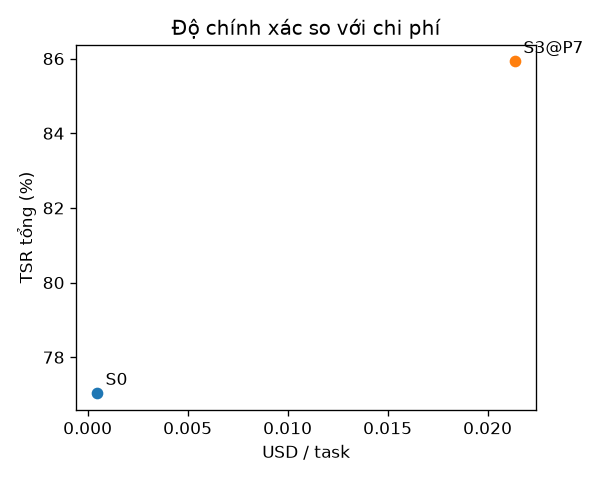 Độ chính xác so với chi phí
S3@P7
86
84
82
80
78
TSR tổng (%)
S0
0.000 0.005 0.010 0.015 0.020
USD / task